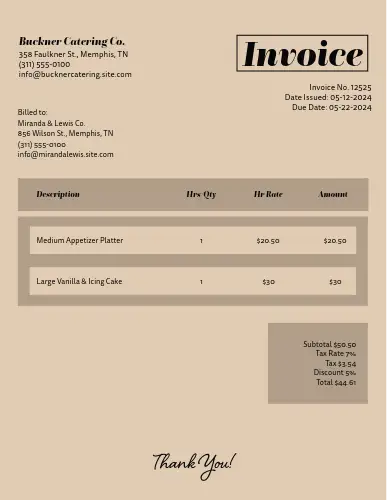 Buckner Catering Co.
358 Faulkner St., Memphis, TN
(311) 555-0100
info@bucknercatering.site.com
Invoice
Invoice No. 12525
Date Issued: 05-12-2024
Due Date: 05-22-2024
Billed to:
Miranda & Lewis Co.
856 Wilson St., Memphis, TN
(311) 555-0100
info@mirandalewis.site.com
Description Hrs/Qty Hr Rate Amount
Medium Appetizer Platter 1 $20.50 $20.50
Large Vanilla & Icing Cake 1 $30 $30
Subtotal $50.50
Tax Rate 7%
Tax $3.54
Discount 5%
Total $44.61
Thank You!